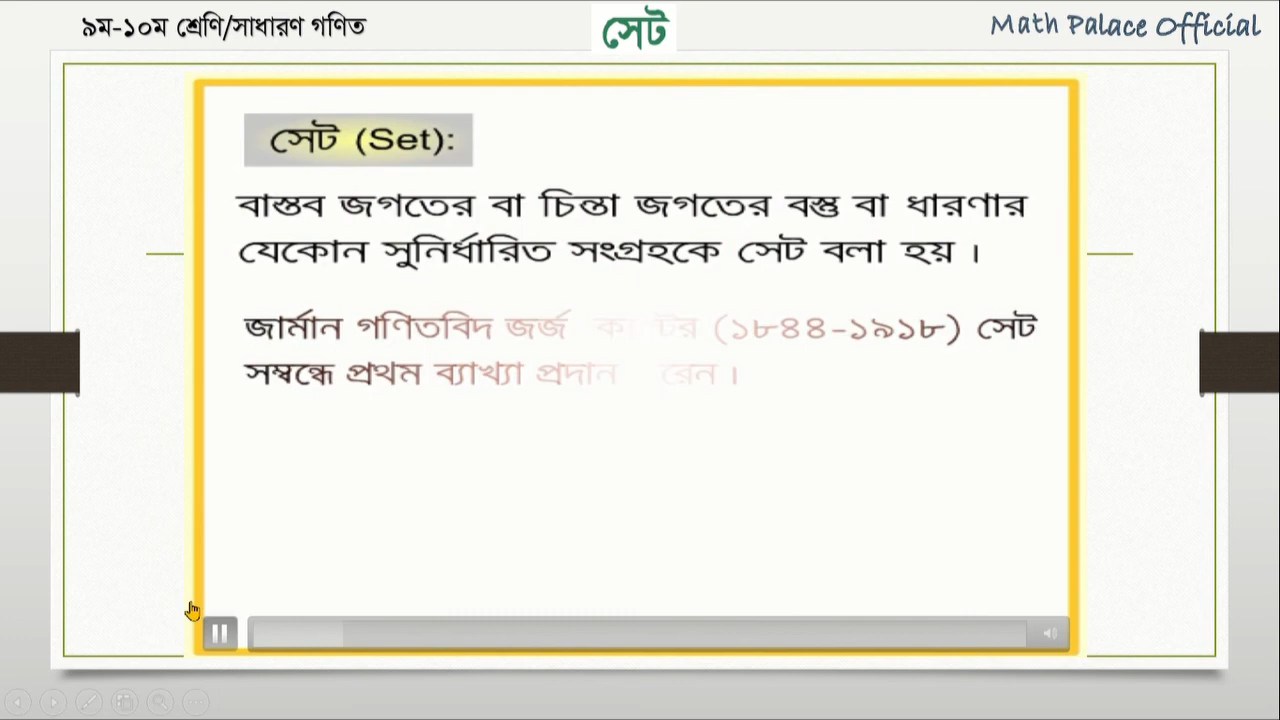 ৯ম-১০ম শ্রেণি/সাধারণ গণিত
সেট
Math Palace Official
সেট (Set):
বাস্তব জগতের বা চিন্তা জগতের বস্তু বা ধারণার
যেকোন সুনির্ধারিত সংগ্রহকে সেট বলা হয় ।
জার্মান গণিতবিদ জর্জ (১৮৪৪-১৯১৮) সেট
সম্বন্ধে প্রথম ব্যাখ্যা প্রদান ।